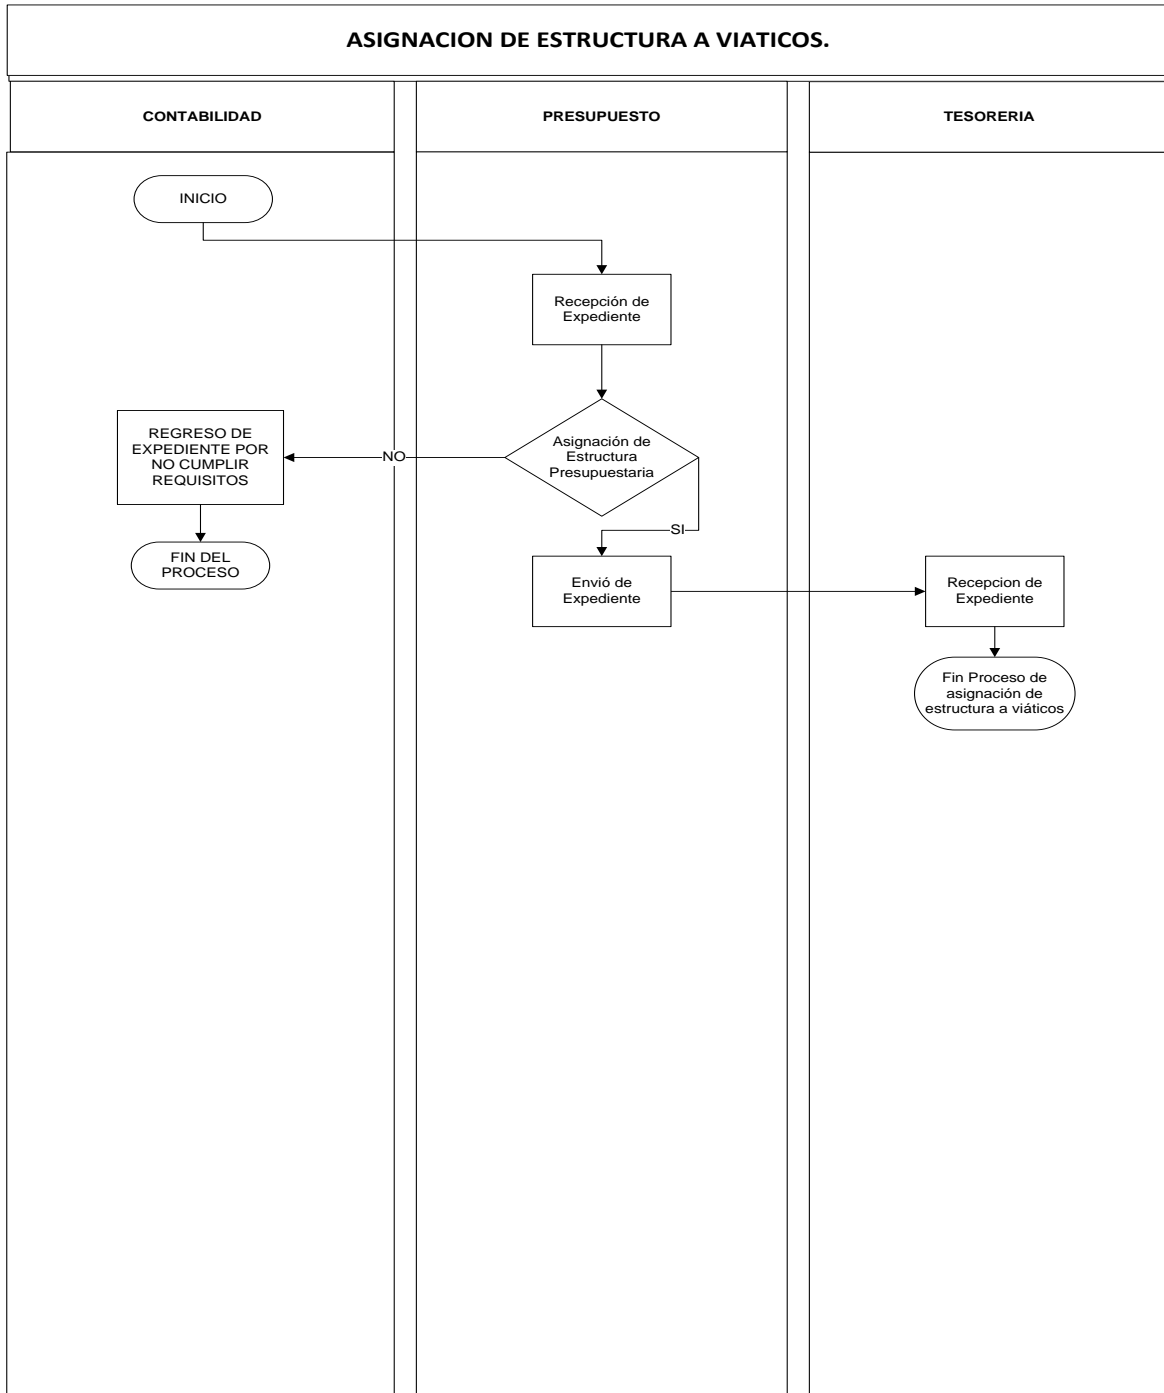 ASIGNACION DE ESTRUCTURA A VIATICOS.
CONTABILIDAD
PRESUPUESTO
TESORERIA
INICIO
Recepción de
Expediente
Asignación de
Estructura
Presupuestaria
NO
REGRESO DE
EXPEDIENTE POR
NO CUMPLIR
REQUISITOS
FIN DEL
PROCESO
SI
Envió de
Expediente
Recepcion de
Expediente
Fin Proceso de
asignación de
estructura a viáticos